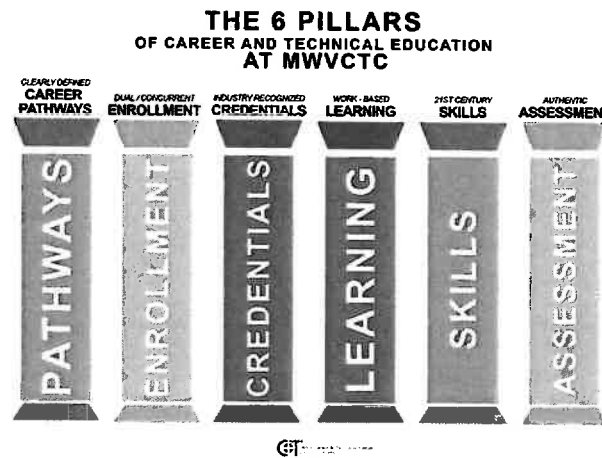 THE 6 PILLARS
OF CAREER AND TECHNICAL EDUCATION
AT MWVCTC
CLEARLY DEFINED
CAREER
PATHWAYS
DUAL / CONCURRENT
ENROLLMENT
INDUSTRY RECOGNIZED
CREDENTIALS
WORK - BASED
LEARNING
21ST CENTURY
SKILLS
AUTHENTIC
ASSESSMENT
PATHWAYS
ENROLLMENT
CREDENTIALS
LEARNING
SKILLS
ASSESSMENT